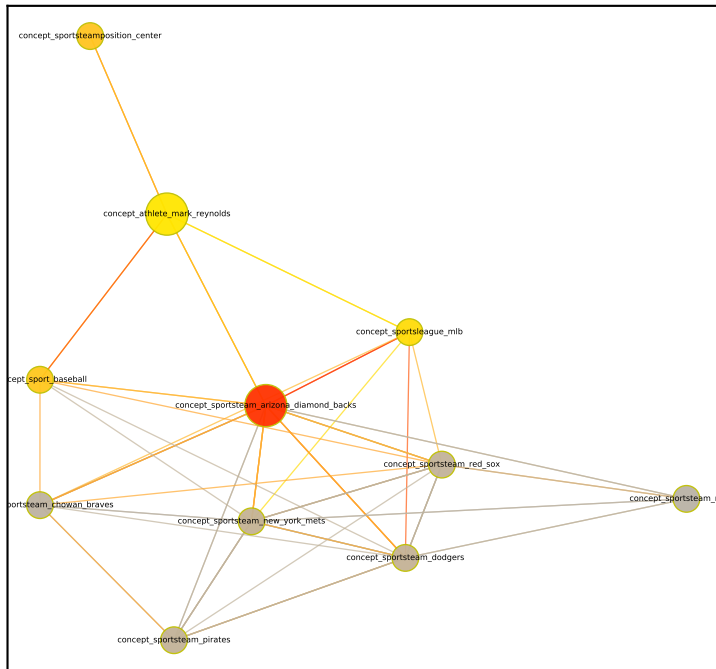 concept_sportsteamposition_center
concept_athlete_mark_reynolds
concept_sportsleague_mlb
cept_sport_baseball
concept_sportsteam_arizona_diamond_backs
concept_sportsteam_red_sox
concept_sportsteam_
portsteam_chowan_braves
concept_sportsteam_new_york_mets
concept_sportsteam_dodgers
concept_sportsteam_pirates